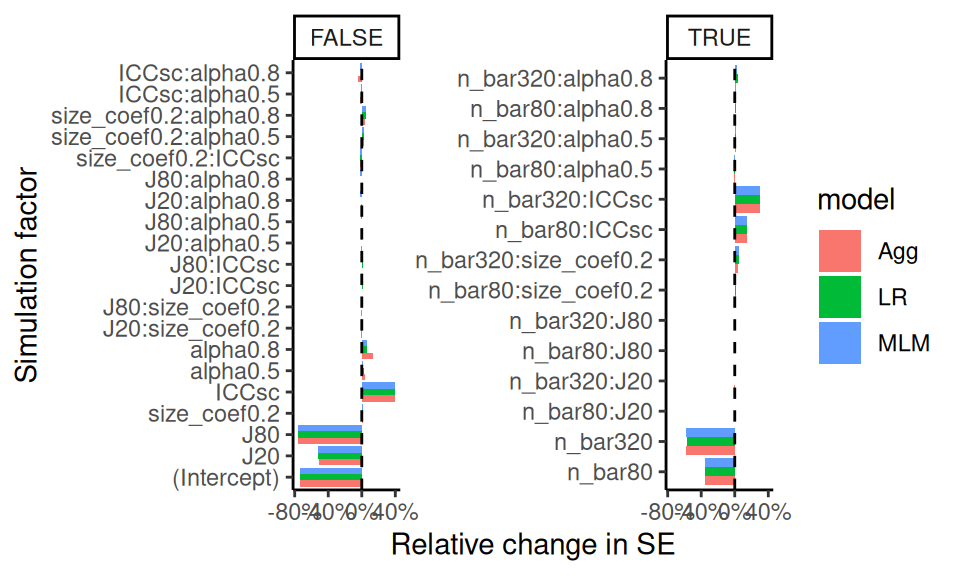 FALSE
TRUE
Simulation factor
ICCsc:alpha0.8
ICCsc:alpha0.5
size_coef0.2:alpha0.8
size_coef0.2:alpha0.5
size_coef0.2:ICCsc
J80:alpha0.8
J20:alpha0.8
J80:alpha0.5
J20:alpha0.5
J80:ICCsc
J20:ICCsc
J80:size_coef0.2
J20:size_coef0.2
alpha0.8
alpha0.5
ICCsc
size_coef0.2
J80
J20
(Intercept)
-80%
-40%
0%
40%
n_bar320:alpha0.8
n_bar80:alpha0.8
n_bar320:alpha0.5
n_bar80:alpha0.5
n_bar320:ICCsc
n_bar80:ICCsc
n_bar320:size_coef0.2
n_bar80:size_coef0.2
n_bar320:J80
n_bar80:J80
n_bar320:J20
n_bar80:J20
n_bar320
n_bar80
-80%
-40%
0%
40%
Relative change in SE
model
Agg
LR
MLM